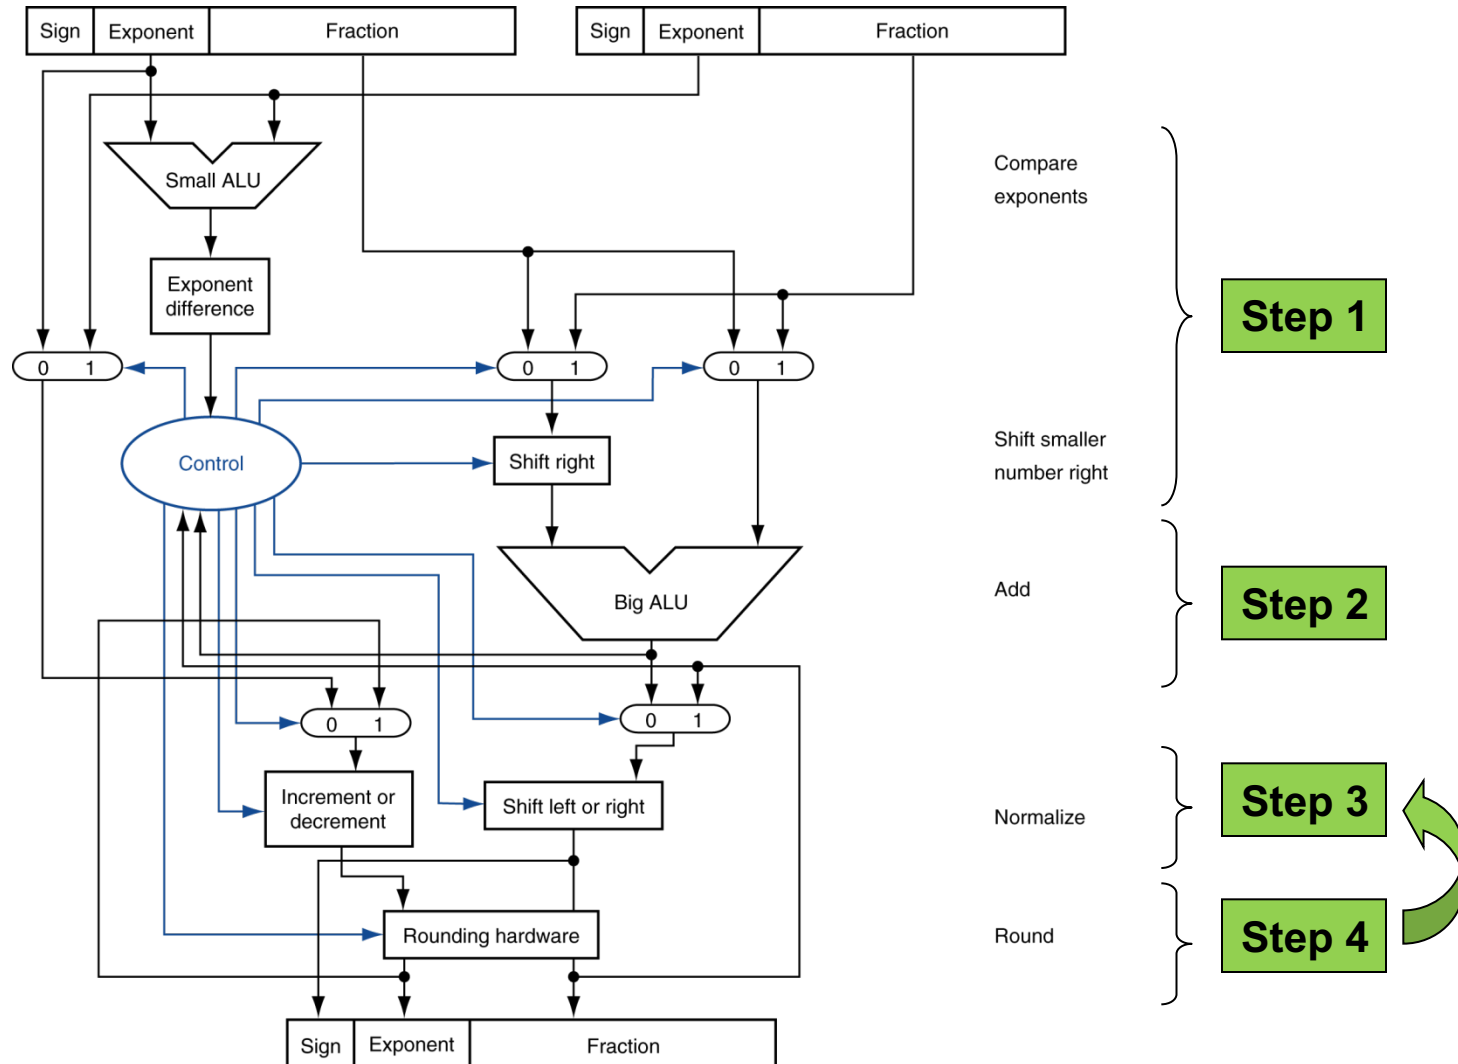 Sign Exponent Fraction
Sign Exponent Fraction
Small ALU
Compare
exponents
Exponent
difference
Step 1
0 1
0 1
0 1
Control
Shift right
Shift smaller
number right
Big ALU
Add
Step 2
0 1
0 1
Increment or
decrement
Shift left or right
Normalize
Step 3
Rounding hardware
Round
Step 4
Sign Exponent Fraction